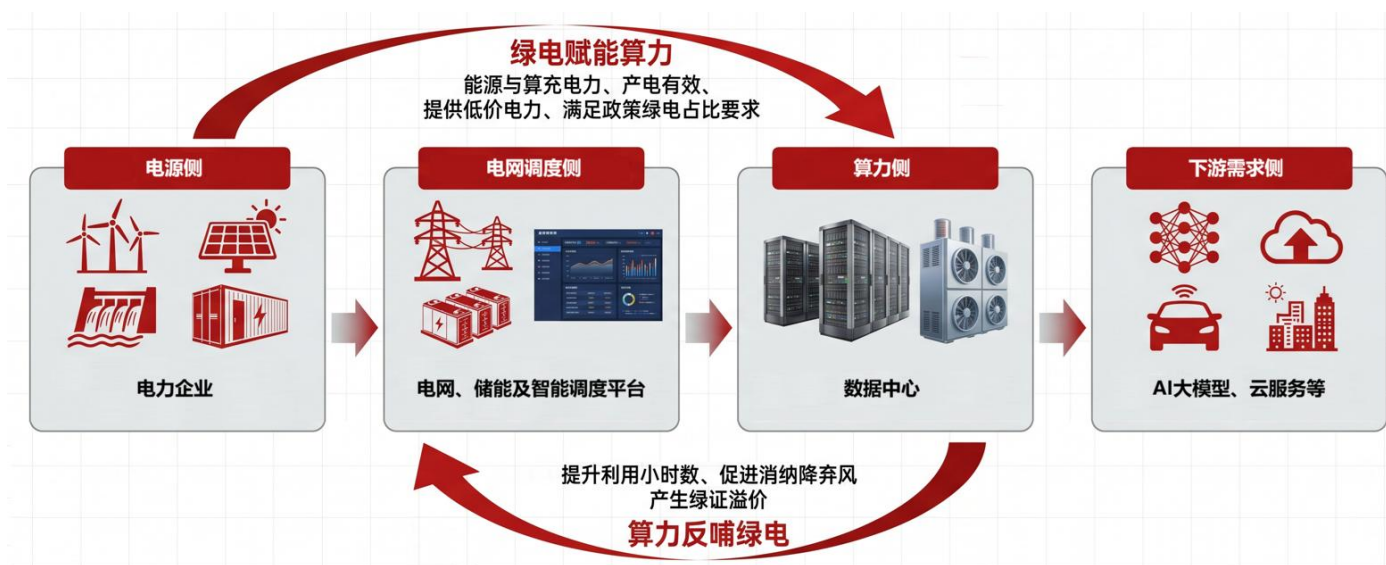 绿电赋能算力
能源与算充电力、产电有效、
提供低价电力、满足政策绿电占比要求
电源侧
电网调度侧
算力侧
下游需求侧
电力企业
电网、储能及智能调度平台
数据中心
AI大模型、云服务等
提升利用小时数、促进消纳降弃风
产生绿证溢价
算力反哺绿电